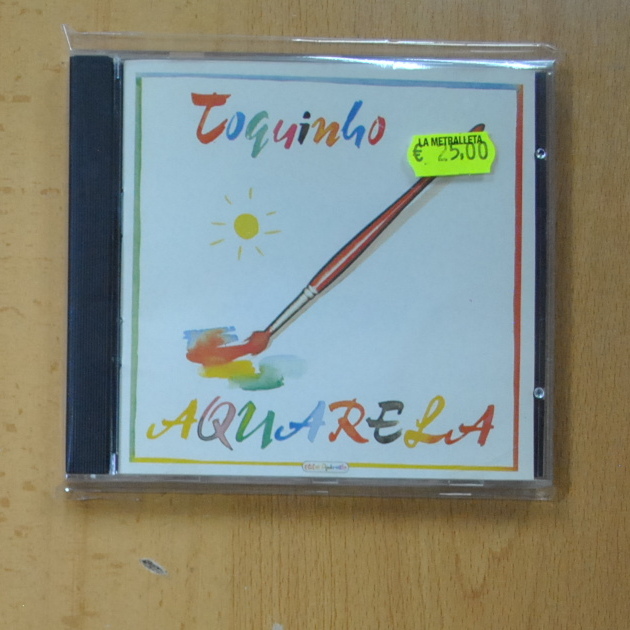 Toquinho
LA METRALLETA
€ 25,00
AQUARELA